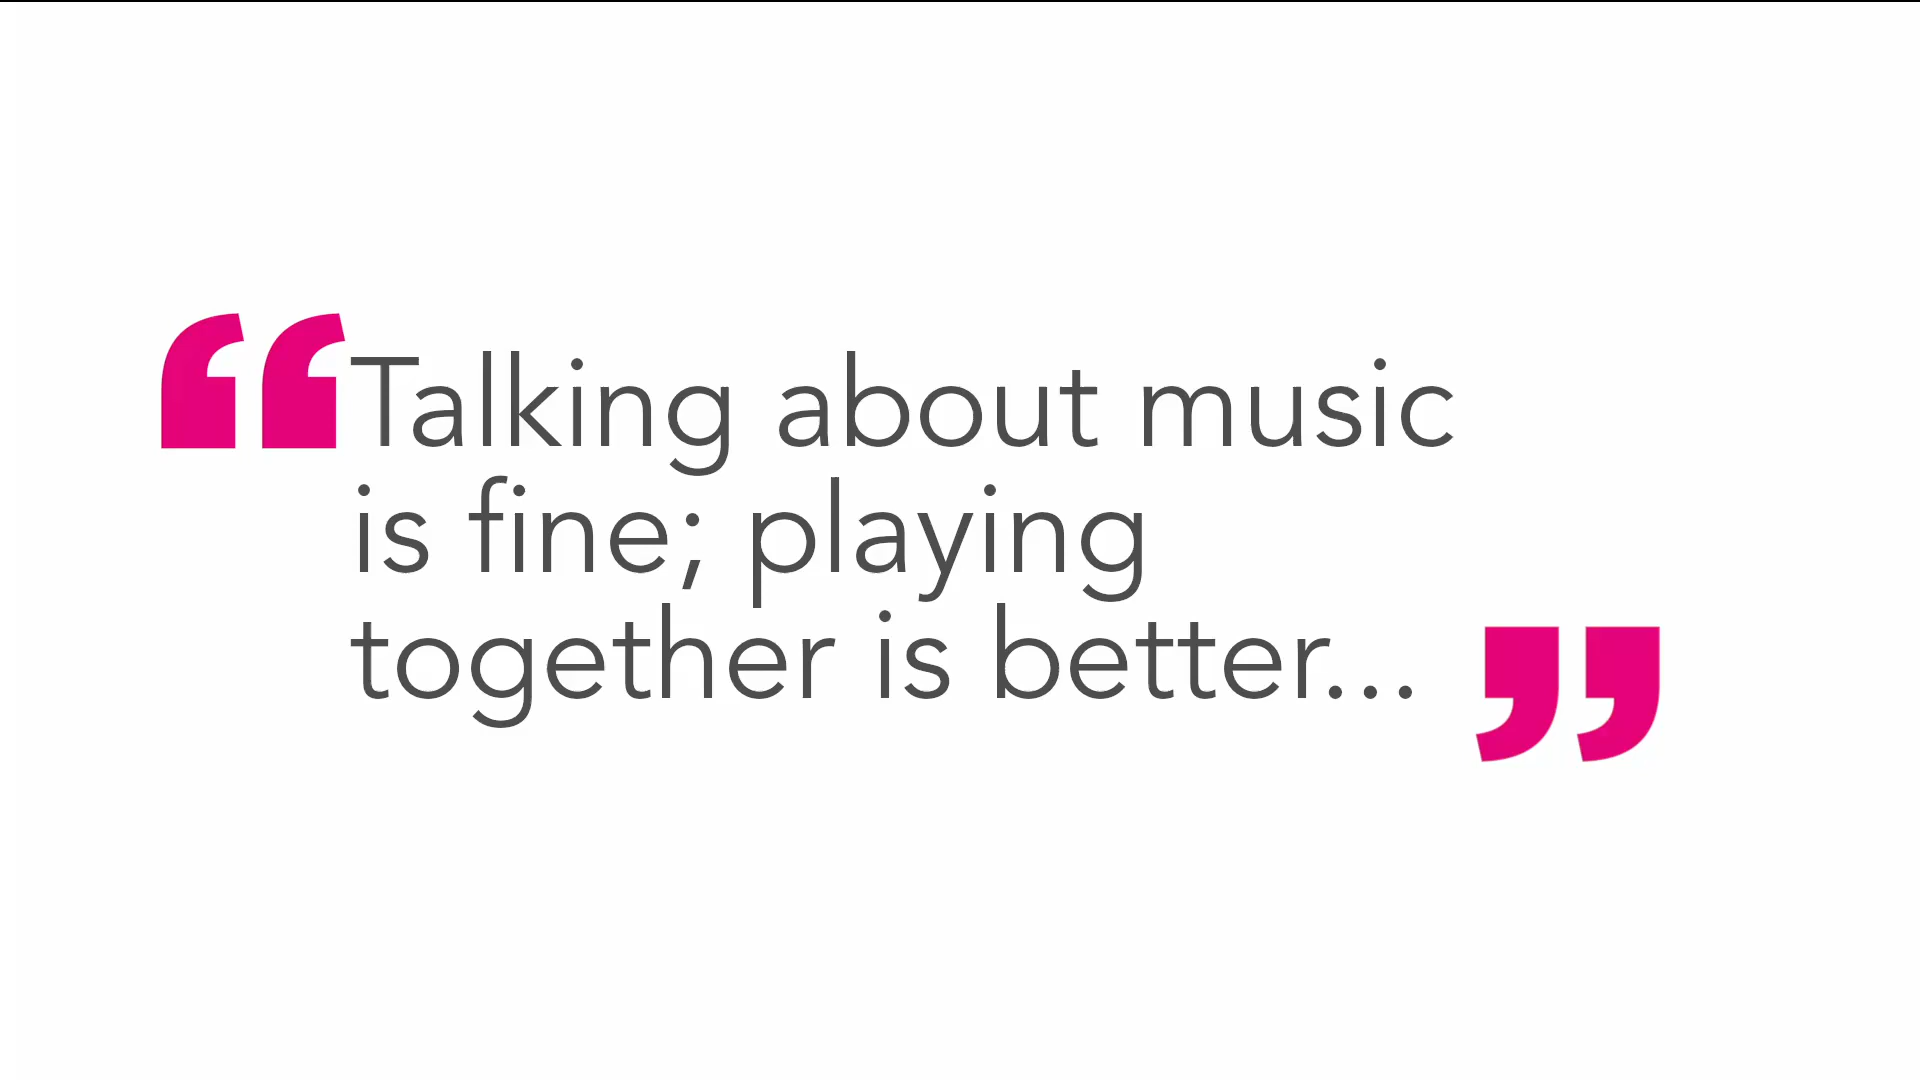 “Talking about music
is fine; playing
together is better...”